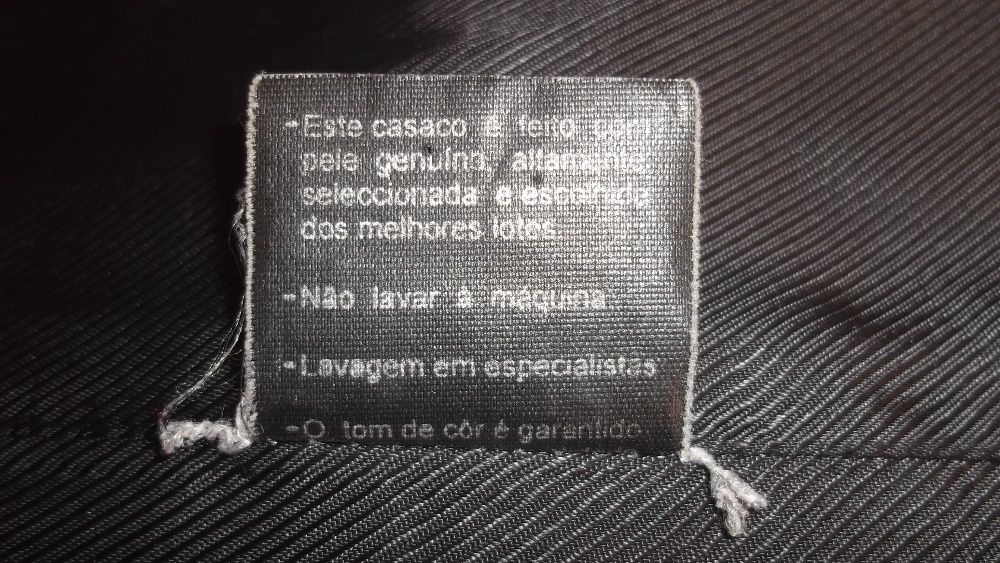 -Este casaco é feito com
pele genuíno, altamente
seleccionada e escolhida
dos melhores lotes
-Não lavar à máquina
-Lavagem em especialistas
-O tom de côr é garantido